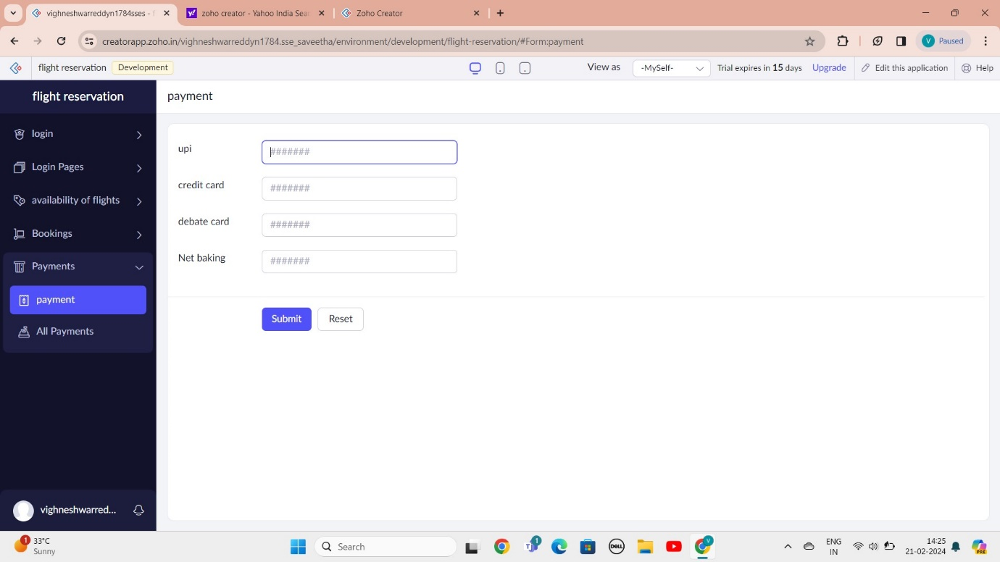 vighneshwarreddyn1784sses - f
zoho creator - Yahoo India Sear
Zoho Creator
creatorapp.zoho.in/vighneshwarreddyn1784.sse_saveetha/environment/development/flight-reservation/#Form:payment
V Paused
flight reservation Development
View as -MySelf- Trial expires in 15 days Upgrade Edit this application Help
flight reservation
login
Login Pages
availability of flights
Bookings
Payments
payment
All Payments
vighneshwarred...
payment
upi #######
credit card #######
debate card #######
Net baking #######
Submit Reset
1 33°C
Sunny
Search
1
DELL
V
ENG
IN
14:25
21-02-2024
PRE